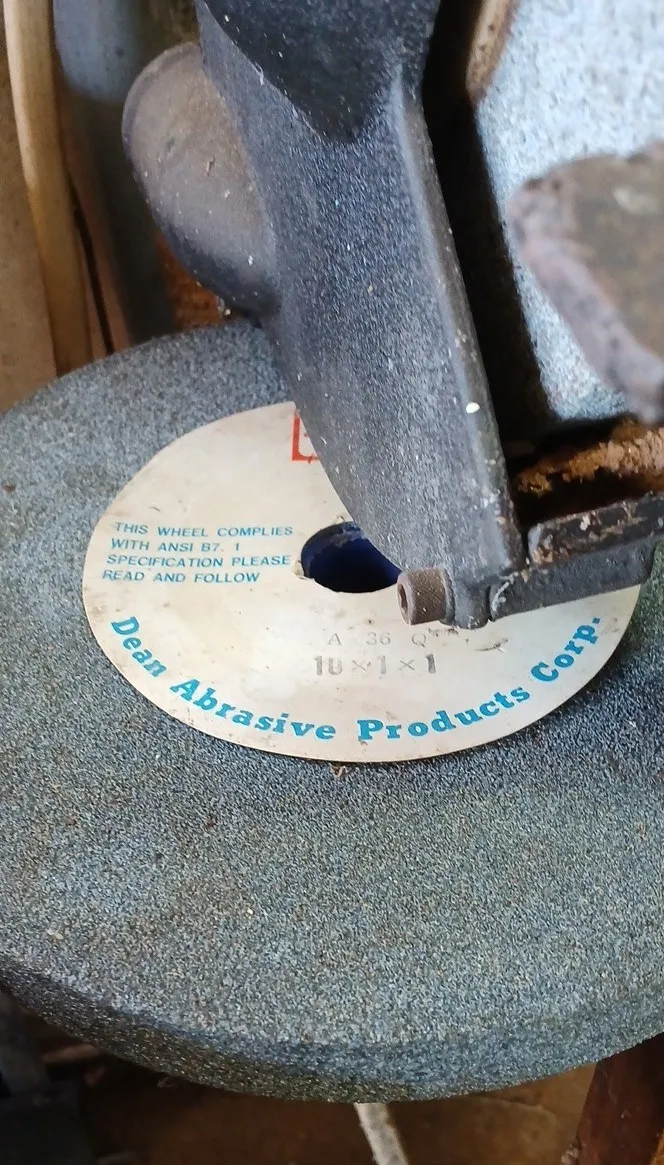 THIS WHEEL COMPLIES
WITH ANSI B7. 1
SPECIFICATION PLEASE
READ AND FOLLOW
A 36 Q
10×1×1
Dean Abrasive Products Corp.